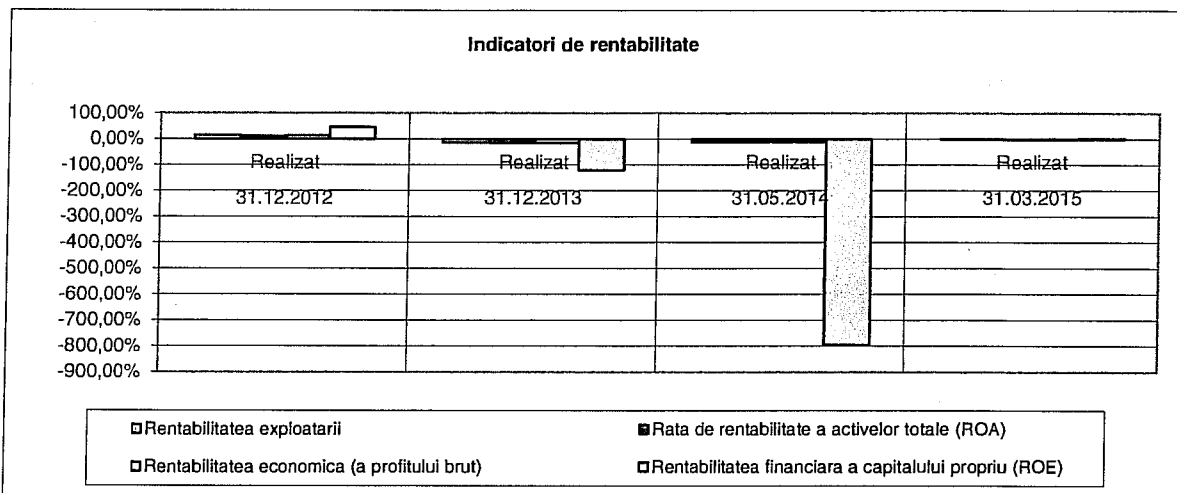 Indicatori de rentabilitate
100,00%
0,00%
-100,00%
-200,00%
-300,00%
-400,00%
-500,00%
-600,00%
-700,00%
-800,00%
-900,00%
Realizat Realizat Realizat Realizat
31.12.2012 31.12.2013 31.05.2014 31.03.2015
Rentabilitatea exploatarii Rata de rentabilitate a activelor totale (ROA)
Rentabilitatea economica (a profitului brut) Rentabilitatea financiara a capitalului propriu (ROE)